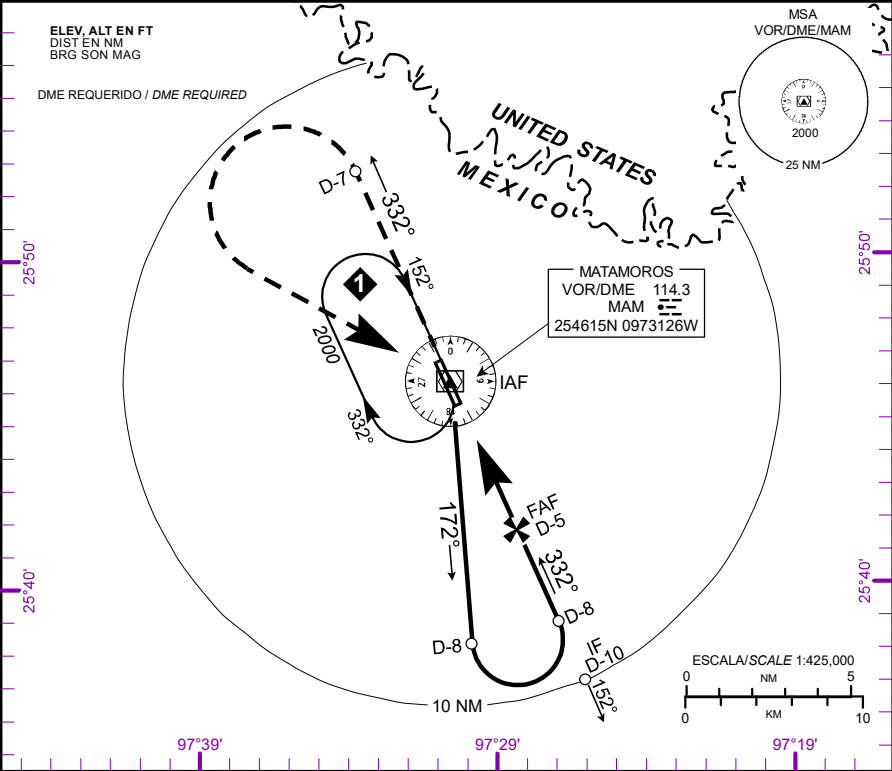 ELEV, ALT EN FT
DIST EN NM
BRG SON MAG
DME REQUERIDO / DME REQUIRED
MSA
VOR/DME/MAM
2000
25 NM
UNITED STATES
MEXICO
D-7
332°
152°
1
2000
332°
MATAMOROS
VOR/DME 114.3
MAM
254615N 0973126W
0
9
27
IAF
25°50'
25°50'
172°
FAF
D-5
332°
D-8
D-8
IF
D-10
152°
10 NM
25°40'
25°40'
ESCALA/SCALE 1:425,000
0 NM 5
0 KM 10
97°39'
97°29'
97°19'